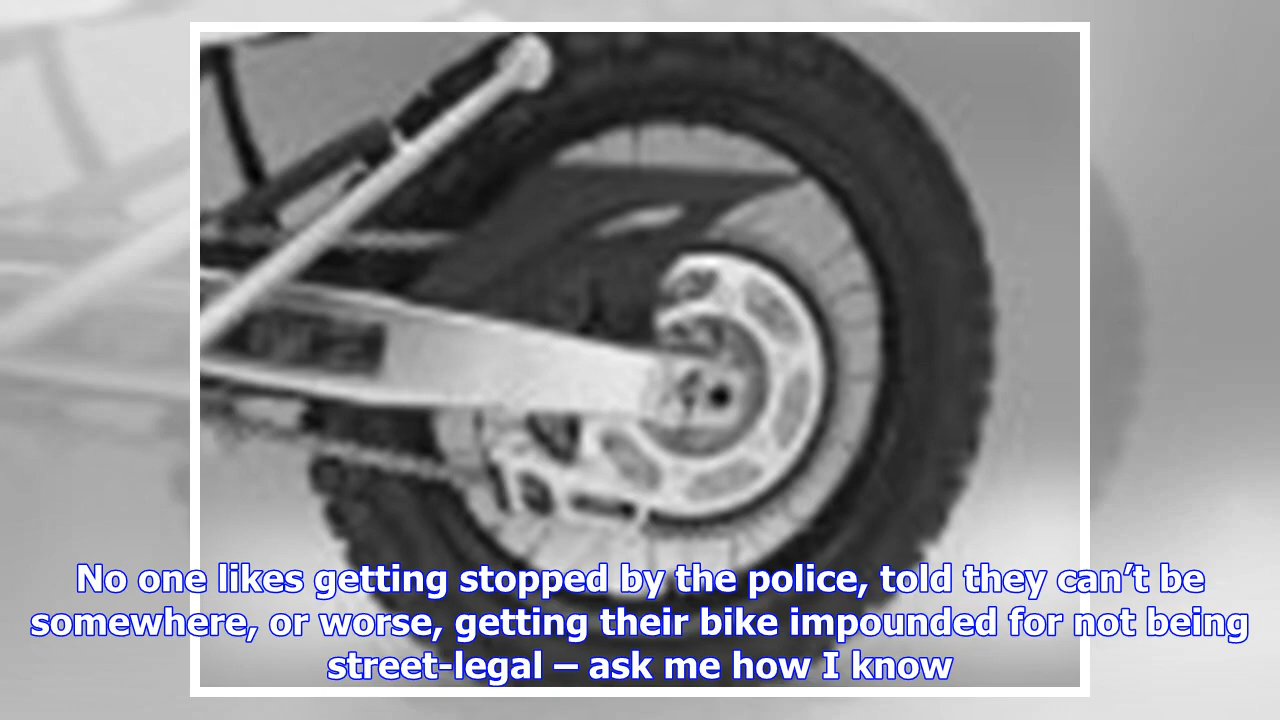 No one likes getting stopped by the police, told they can’t be
somewhere, or worse, getting their bike impounded for not being
street-legal – ask me how I know